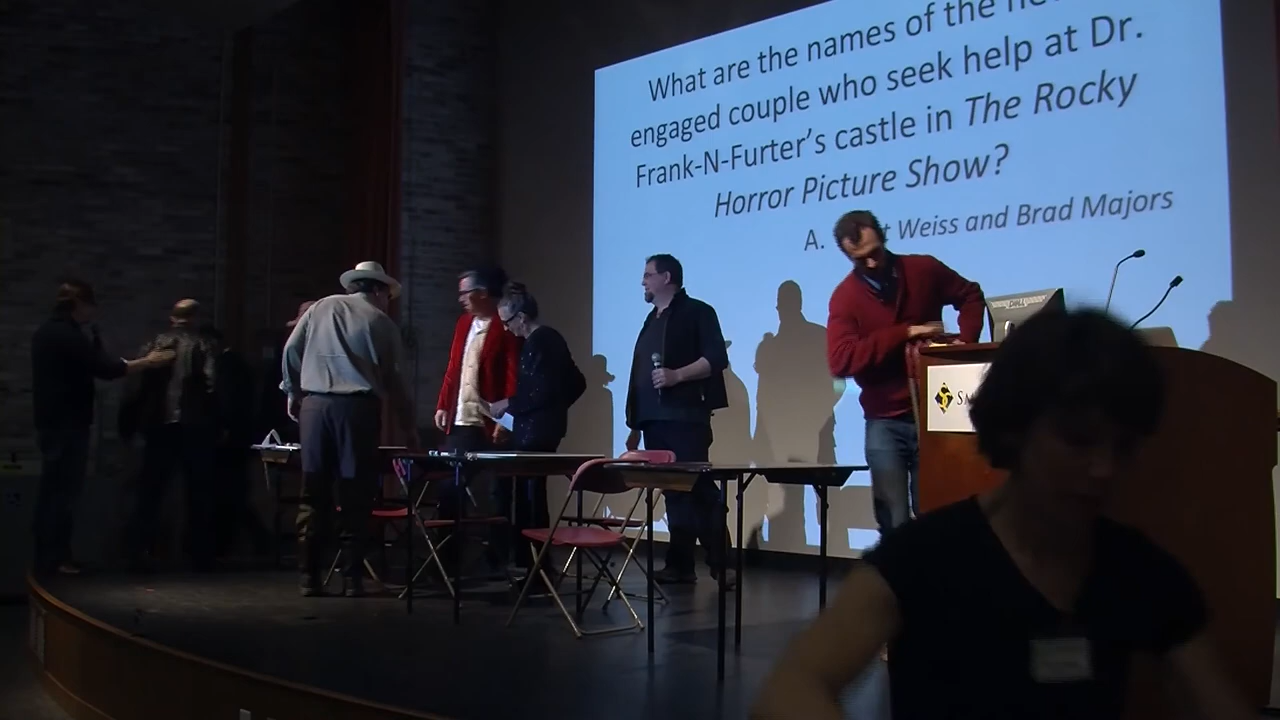 What are the names of the
engaged couple who seek help at Dr.
Frank-N-Furter's castle in The Rocky
Horror Picture Show?
A. Weiss and Brad Majors
DELL